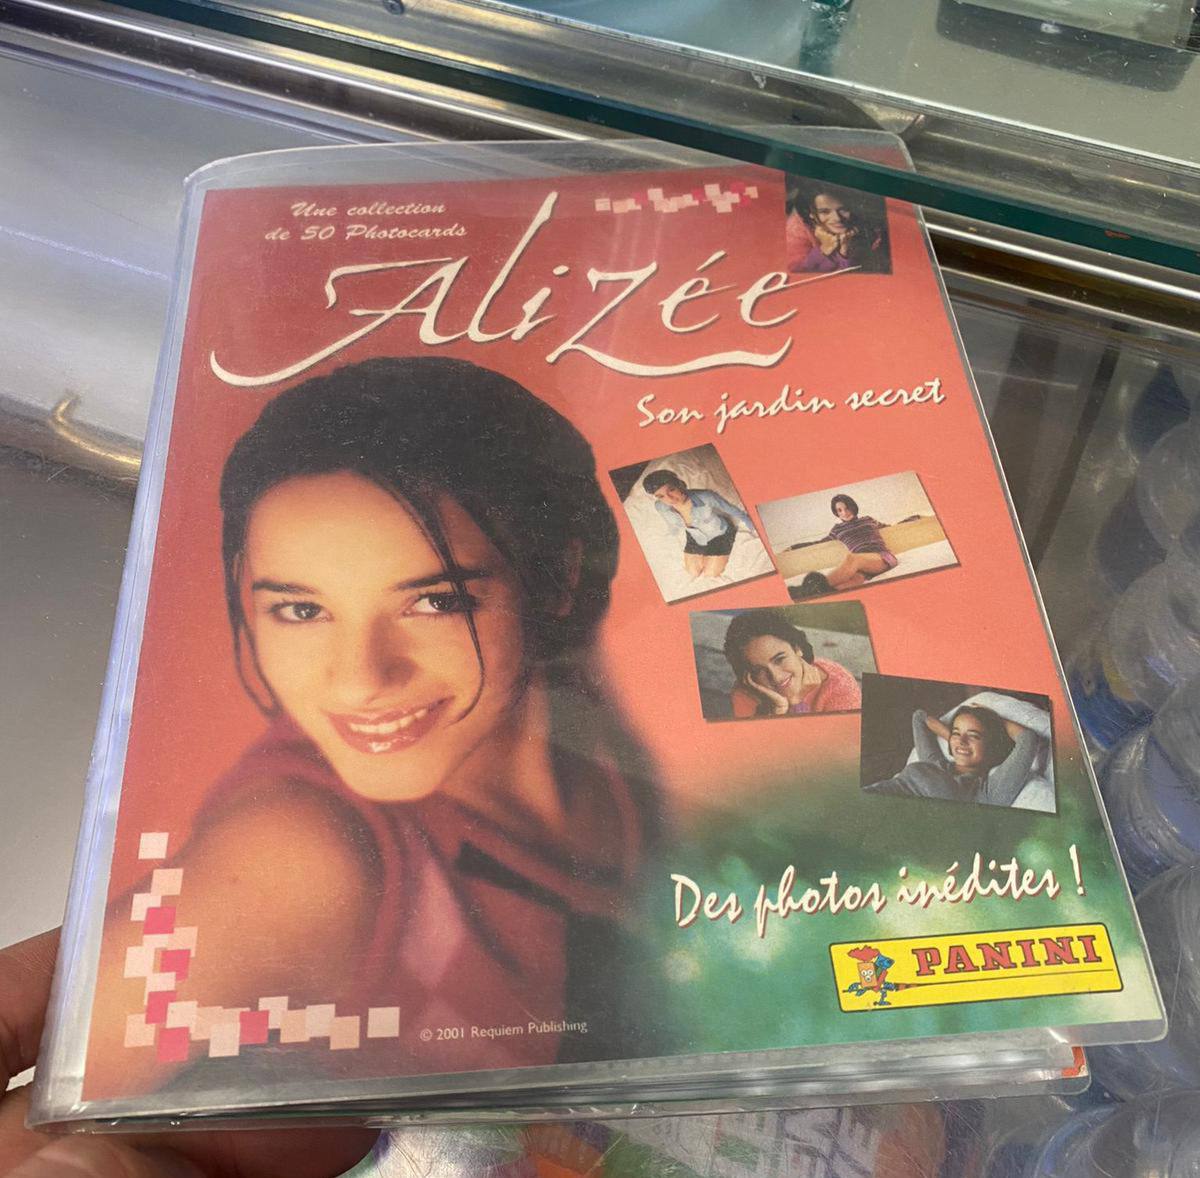 Une collection
de 50 Photocards
Alizée
Son jardin secret
Des photos inédites !
PANINI
© 2001 Requiem Publishing